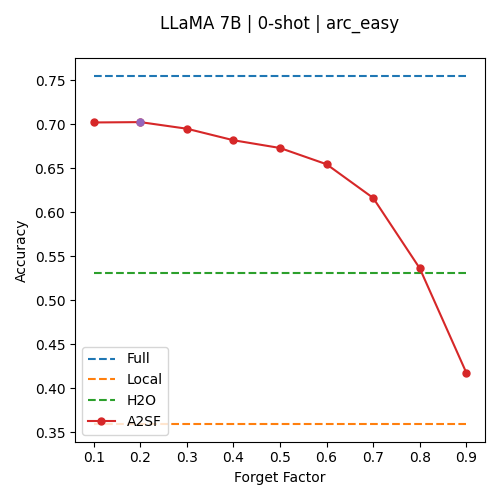 LLaMA 7B | 0-shot | arc_easy
Accuracy
0.75
0.70
0.65
0.60
0.55
0.50
0.45
0.40
0.35
Full
Local
H2O
A2SF
0.1 0.2 0.3 0.4 0.5 0.6 0.7 0.8 0.9
Forget Factor